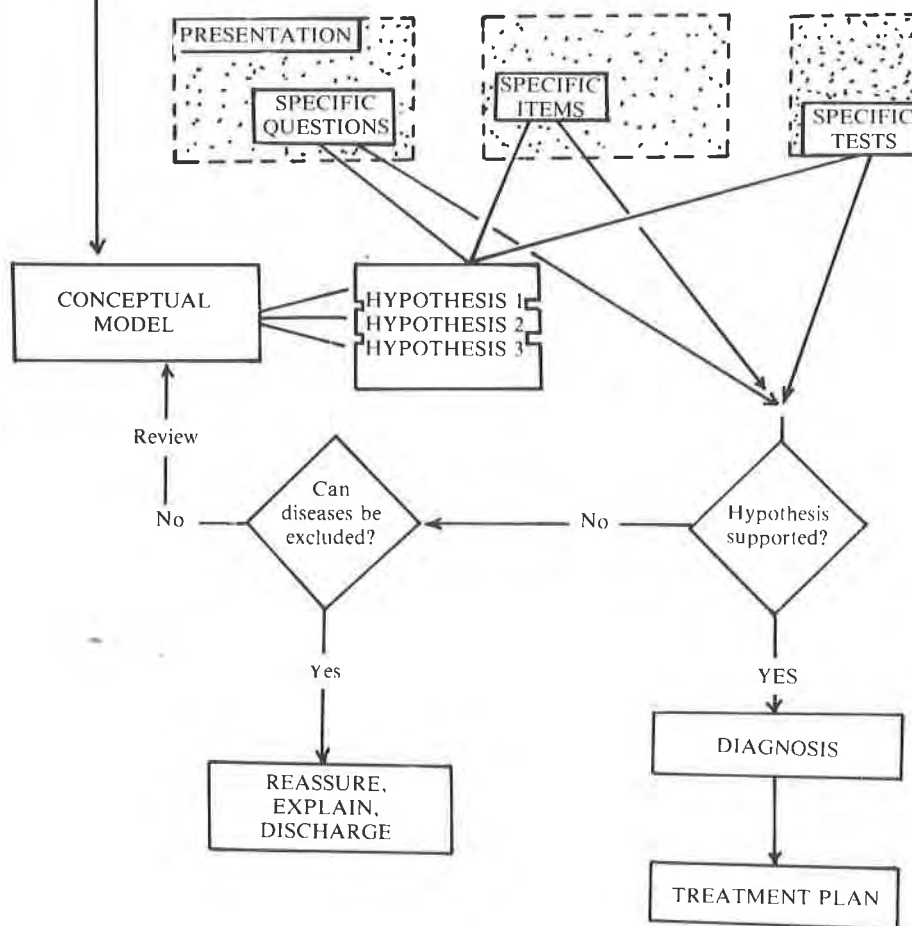 PRESENTATION
SPECIFIC
QUESTIONS
SPECIFIC
ITEMS
SPECIFIC
TESTS
CONCEPTUAL
MODEL
HYPOTHESIS 1
HYPOTHESIS 2
HYPOTHESIS 3
Review
No
Can
diseases be
excluded?
No
Hypothesis
supported?
Yes
YES
REASSURE,
EXPLAIN,
DISCHARGE
DIAGNOSIS
TREATMENT PLAN